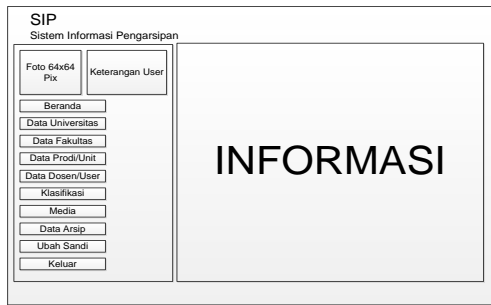 SIP
Sistem Informasi Pengarsipan
Foto 64x64
Pix
Keterangan User
Beranda
Data Universitas
Data Fakultas
Data Prodi/Unit
Data Dosen/User
Klasifikasi
Media
Data Arsip
Ubah Sandi
Keluar
INFORMASI